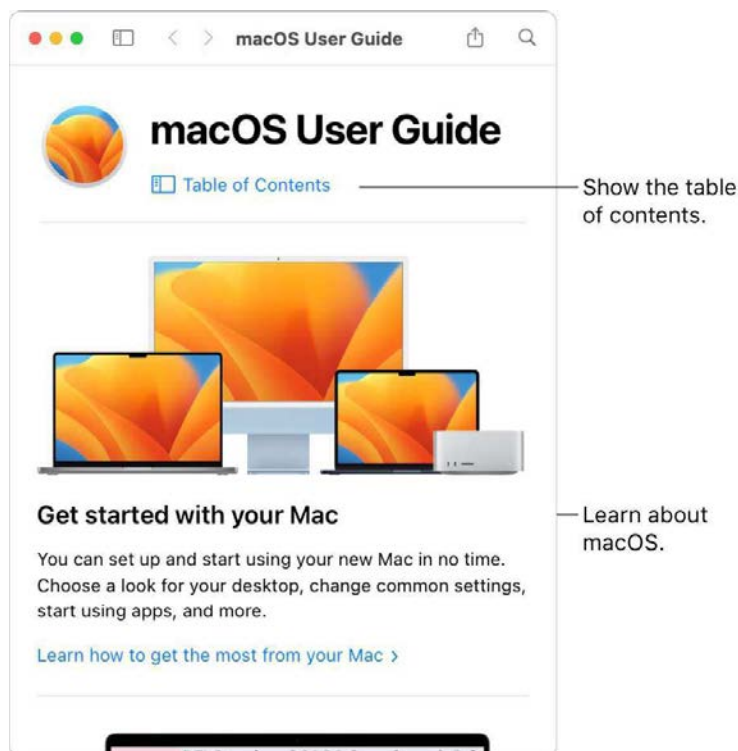 macOS User Guide
macOS User Guide
Table of Contents
Show the table
of contents.
Get started with your Mac
Learn about
macOS.
You can set up and start using your new Mac in no time.
Choose a look for your desktop, change common settings,
start using apps, and more.
Learn how to get the most from your Mac >